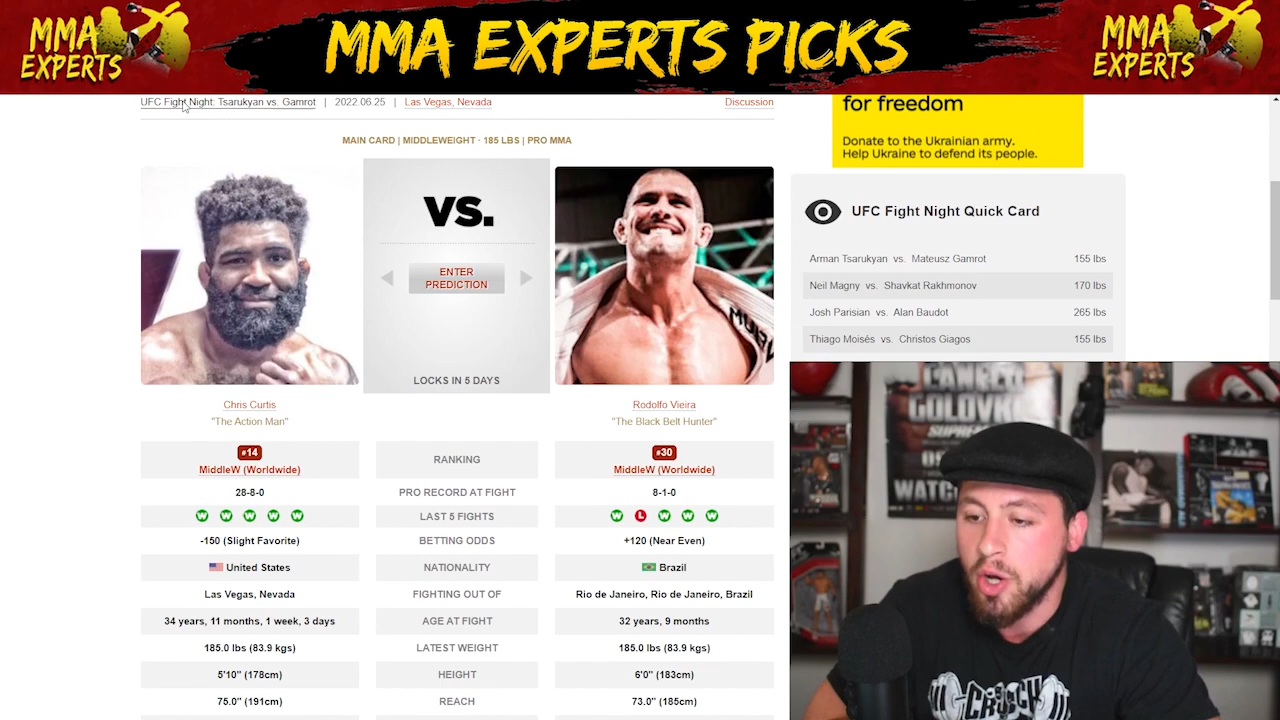 MMA EXPERTS
MMA EXPERTS PICKS
MMA EXPERTS
UFC Fight Night: Tsarukyan vs. Gamrot | 2022.06.25 | Las Vegas, Nevada
Discussion
MAIN CARD | MIDDLEWEIGHT · 185 LBS | PRO MMA
VS.
ENTER
PREDICTION
LOCKS IN 5 DAYS
Chris Curtis
"The Action Man"
Rodolfo Vieira
"The Black Belt Hunter"
#14
MiddleW (Worldwide)
RANKING
#30
MiddleW (Worldwide)
28-8-0 PRO RECORD AT FIGHT 8-1-0
W W W W W LAST 5 FIGHTS W L W W W
-150 (Slight Favorite) BETTING ODDS +120 (Near Even)
United States NATIONALITY Brazil
Las Vegas, Nevada FIGHTING OUT OF Rio de Janeiro, Rio de Janeiro, Brazil
34 years, 11 months, 1 week, 3 days AGE AT FIGHT 32 years, 9 months
185.0 lbs (83.9 kgs) LATEST WEIGHT 185.0 lbs (83.9 kgs)
5'10" (178cm) HEIGHT 6'0" (183cm)
75.0" (191cm) REACH 73.0" (185cm)
for freedom
Donate to the Ukrainian army.
Help Ukraine to defend its people.
UFC Fight Night Quick Card
Arman Tsarukyan vs. Mateusz Gamrot 155 lbs
Neil Magny vs. Shavkat Rakhmonov 170 lbs
Josh Parisian vs. Alan Baudot 265 lbs
Thiago Moisés vs. Christos Giagos 155 lbs
CANELO
GOLOVKIN
SUPREM
WATC
CRUSCH